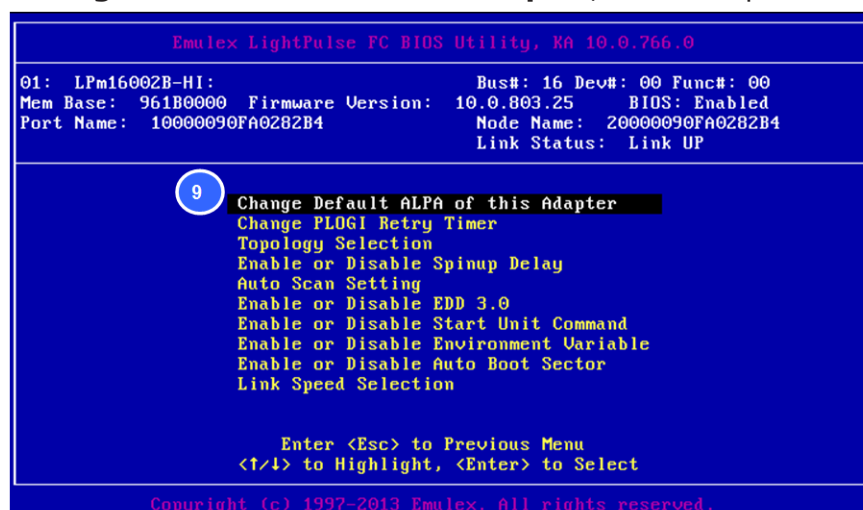 Emulex LightPulse FC BIOS Utility, KA 10.0.766.0
01: LPm16002B-HI: Bus#: 16 Dev#: 00 Func#: 00
Mem Base: 961B0000 Firmware Version: 10.0.803.25 BIOS: Enabled
Port Name: 10000090FA0282B4 Node Name: 20000090FA0282B4
Link Status: Link UP
9
Change Default ALPA of this Adapter
Change PLOGI Retry Timer
Topology Selection
Enable or Disable Spinup Delay
Auto Scan Setting
Enable or Disable EDD 3.0
Enable or Disable Start Unit Command
Enable or Disable Environment Variable
Enable or Disable Auto Boot Sector
Link Speed Selection
Enter <Esc> to Previous Menu
<↑/↓> to Highlight, <Enter> to Select
Copyright (c) 1997-2013 Emulex. All rights reserved.